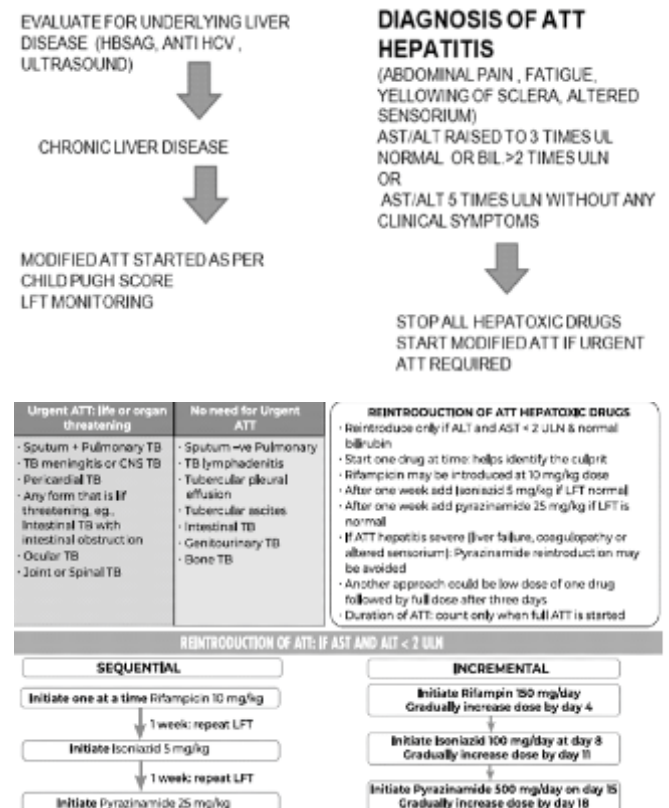 EVALUATE FOR UNDERLYING LIVER
DISEASE (HBSAG, ANTI HCV ,
ULTRASOUND)
CHRONIC LIVER DISEASE
MODIFIED ATT STARTED AS PER
CHILD PUGH SCORE
LFT MONITORING
DIAGNOSIS OF ATT
HEPATITIS
(ABDOMINAL PAIN , FATIGUE,
YELLOWING OF SCLERA, ALTERED
SENSORIUM)
AST/ALT RAISED TO 3 TIMES UL
NORMAL OR BIL.>2 TIMES ULN
OR
AST/ALT 5 TIMES ULN WITHOUT ANY
CLINICAL SYMPTOMS
STOP ALL HEPATOXIC DRUGS
START MODIFIED ATT IF URGENT
ATT REQUIRED
Urgent ATT: life or organ
threatening
· Sputum + Pulmonary TB
· TB meningitis or CNS TB
· Pericardial TB
· Any form that is lif
threatening, eg.,
Intestinal TB with
intestinal obstruction
· Ocular TB
· Joint or Spinal TB
No need for Urgent
ATT
· Sputum -ve Pulmonary
· TB lymphadenitis
· Tubercular pleural
effusion
· Tubercular ascites
· Intestinal TB
· Genitourinary TB
· Bone TB
REINTRODUCTION OF ATT HEPATOXIC DRUGS
· Reintroduce only if ALT and AST < 2 ULN & normal
bilirubin
· Start one drug at time: helps identify the culprit
· Rifampicin may be introduced at 10 mg/kg dose
· After one week add Isoniazid 5 mg/kg if LFT normal
· After one week add pyrazinamide 25 mg/kg if LFT is
normal
· If ATT hepatitis severe (liver failure, coagulopathy or
altered sensorium): Pyrazinamide reintroduction may
be avoided
· Another approach could be low dose of one drug
followed by full dose after three days
· Duration of ATT: count only when full ATT is started
REINTRODUCTION OF ATT: IF AST AND ALT < 2 ULN
SEQUENTIAL
Initiate one at a time Rifampicin 10 mg/kg
1 week: repeat LFT
Initiate Isoniazid 5 mg/kg
1 week: repeat LFT
Initiate Pyrazinamide 25 mg/kg
INCREMENTAL
Initiate Rifampin 150 mg/day
Gradually increase dose by day 4
Initiate Isoniazid 100 mg/day at day 8
Gradually increase dose by day 11
Initiate Pyrazinamide 500 mg/day on day 15
Gradually increase dose by day 18